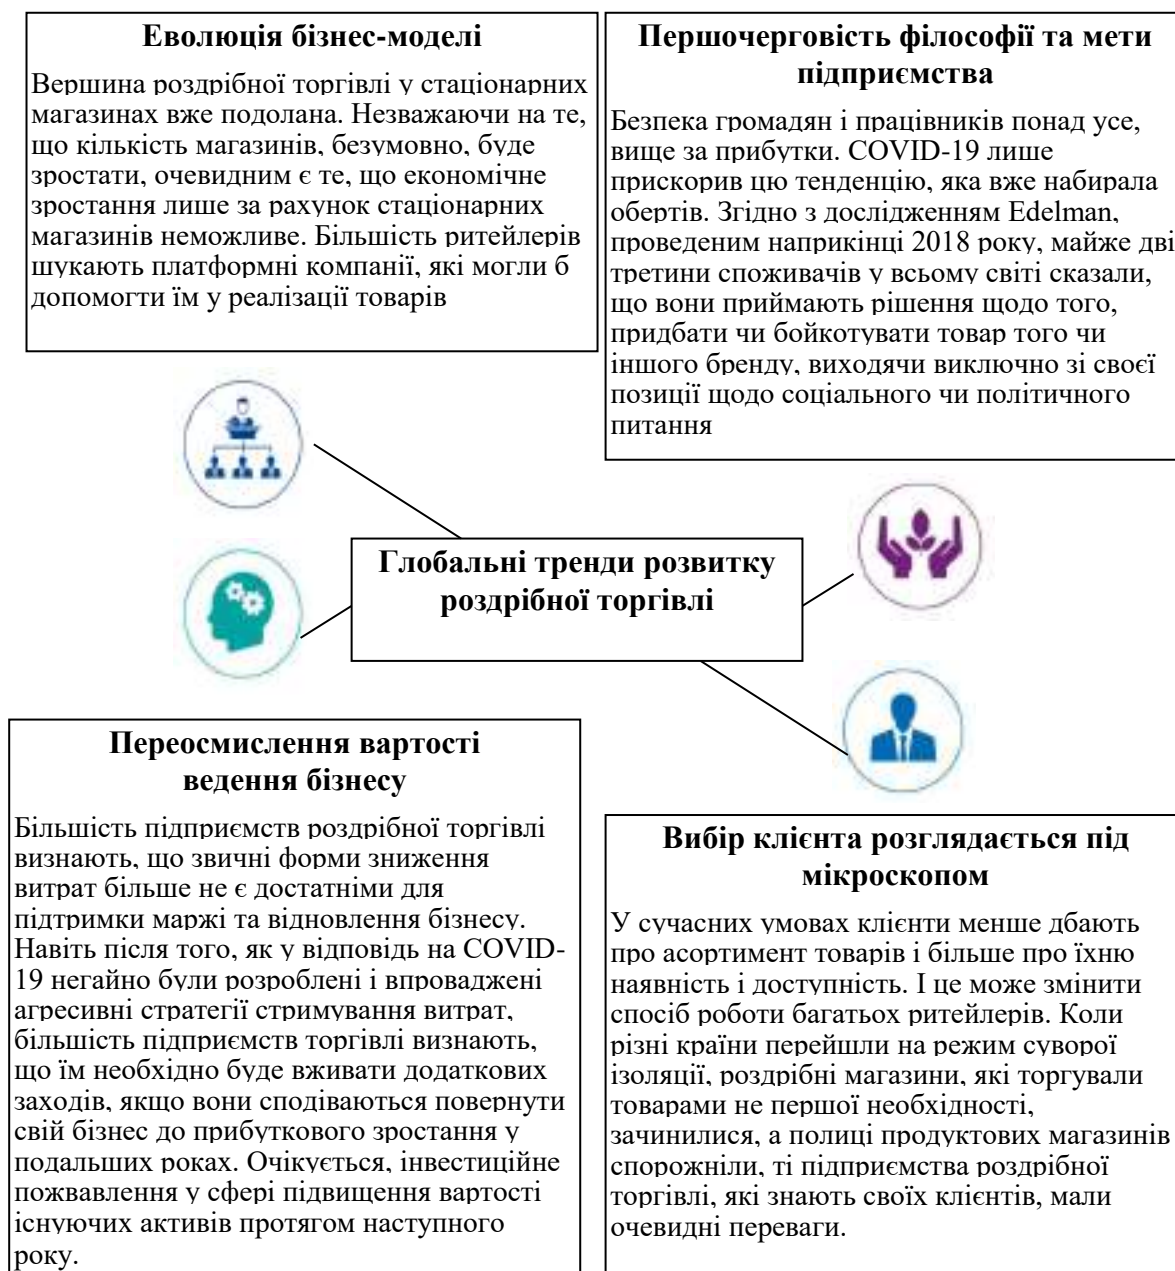 Еволюція бізнес-моделі
Вершина роздрібної торгівлі у стаціонарних
магазинах вже подолана. Незважаючи на те,
що кількість магазинів, безумовно, буде
зростати, очевидним є те, що економічне
зростання лише за рахунок стаціонарних
магазинів неможливе. Більшість ритейлерів
шукають платформні компанії, які могли б
допомогти їм у реалізації товарів
Першочерговість філософії та мети
підприємства
Безпека громадян і працівників понад усе,
вище за прибутки. COVID-19 лише
прискорив цю тенденцію, яка вже набирала
обертів. Згідно з дослідженням Edelman,
проведеним наприкінці 2018 року, майже дві
третини споживачів у всьому світі сказали,
що вони приймають рішення щодо того,
придбати чи бойкотувати товар того чи
іншого бренду, виходячи виключно зі своєї
позиції щодо соціального чи політичного
питання
Глобальні тренди розвитку
роздрібної торгівлі
Переосмислення вартості
ведення бізнесу
Більшість підприємств роздрібної торгівлі
визнають, що звичні форми зниження
витрат більше не є достатніми для
підтримки маржі та відновлення бізнесу.
Навіть після того, як у відповідь на COVID-
19 негайно були розроблені і впроваджені
агресивні стратегії стримування витрат,
більшість підприємств торгівлі визнають,
що їм необхідно буде вживати додаткових
заходів, якщо вони сподіваються повернути
свій бізнес до прибуткового зростання у
подальших роках. Очікується, інвестиційне
пожвавлення у сфері підвищення вартості
існуючих активів протягом наступного
року.
Вибір клієнта розглядається під
мікроскопом
У сучасних умовах клієнти менше дбають
про асортимент товарів і більше про їхню
наявність і доступність. І це може змінити
спосіб роботи багатьох ритейлерів. Коли
різні країни перейшли на режим суворої
ізоляції, роздрібні магазини, які торгували
товарами не першої необхідності,
зачинилися, а полиці продуктових магазинів
спорожніли, ті підприємства роздрібної
торгівлі, які знають своїх клієнтів, мали
очевидні переваги.